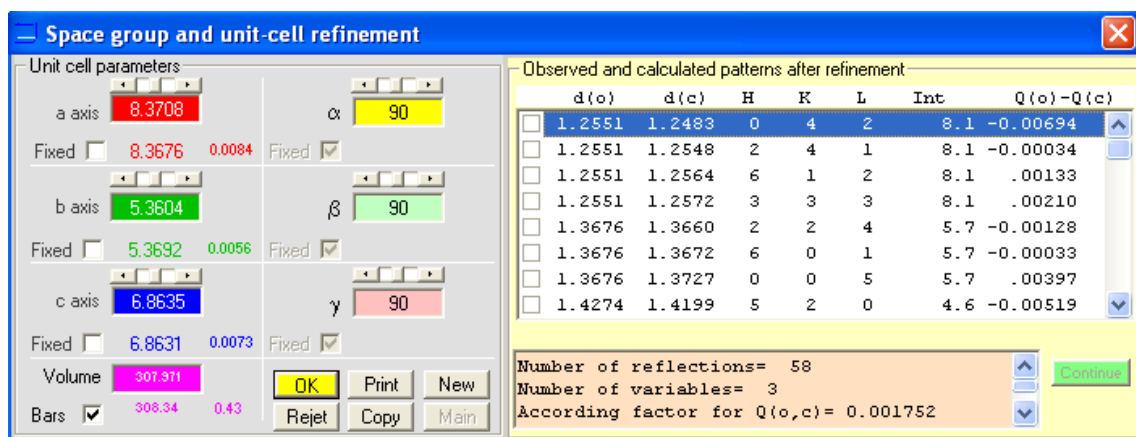 Space group and unit-cell refinement
Unit cell parameters
a axis 8.3708 α 90
Fixed 8.3676 0.0084 Fixed
b axis 5.3604 β 90
Fixed 5.3692 0.0056 Fixed
c axis 6.8635 γ 90
Fixed 6.8631 0.0073 Fixed
Volume 307.971 OK Print New
Bars 308.34 0.43 Rejet Copy Main
Observed and calculated patterns after refinement
d(o) d(c) H K L Int Q(o)-Q(c)
1.2551 1.2483 0 4 2 8.1 -0.00694
1.2551 1.2548 2 4 1 8.1 -0.00034
1.2551 1.2564 6 1 2 8.1 .00133
1.2551 1.2572 3 3 3 8.1 .00210
1.3676 1.3660 2 2 4 5.7 -0.00128
1.3676 1.3672 6 0 1 5.7 -0.00033
1.3676 1.3727 0 0 5 5.7 .00397
1.4274 1.4199 5 2 0 4.6 -0.00519
Number of reflections= 58
Number of variables= 3
According factor for Q(o,c)= 0.001752
Continue